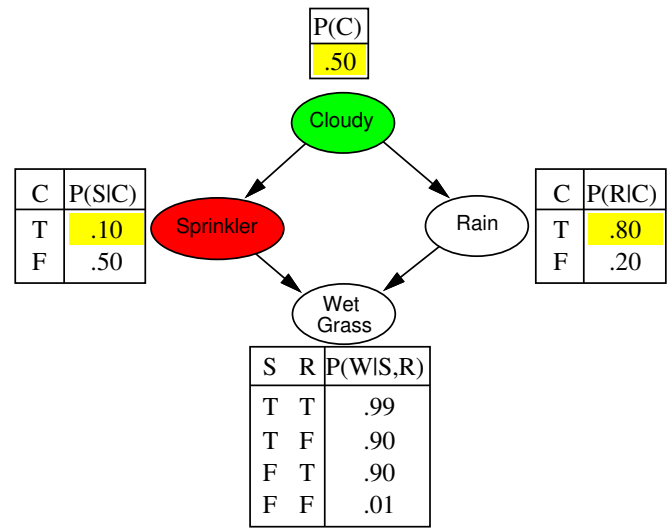 P(C)
.50
Cloudy
C P(S|C)
T .10
F .50
Sprinkler
Rain
C P(R|C)
T .80
F .20
Wet
Grass
S R P(W|S,R)
T T .99
T F .90
F T .90
F F .01